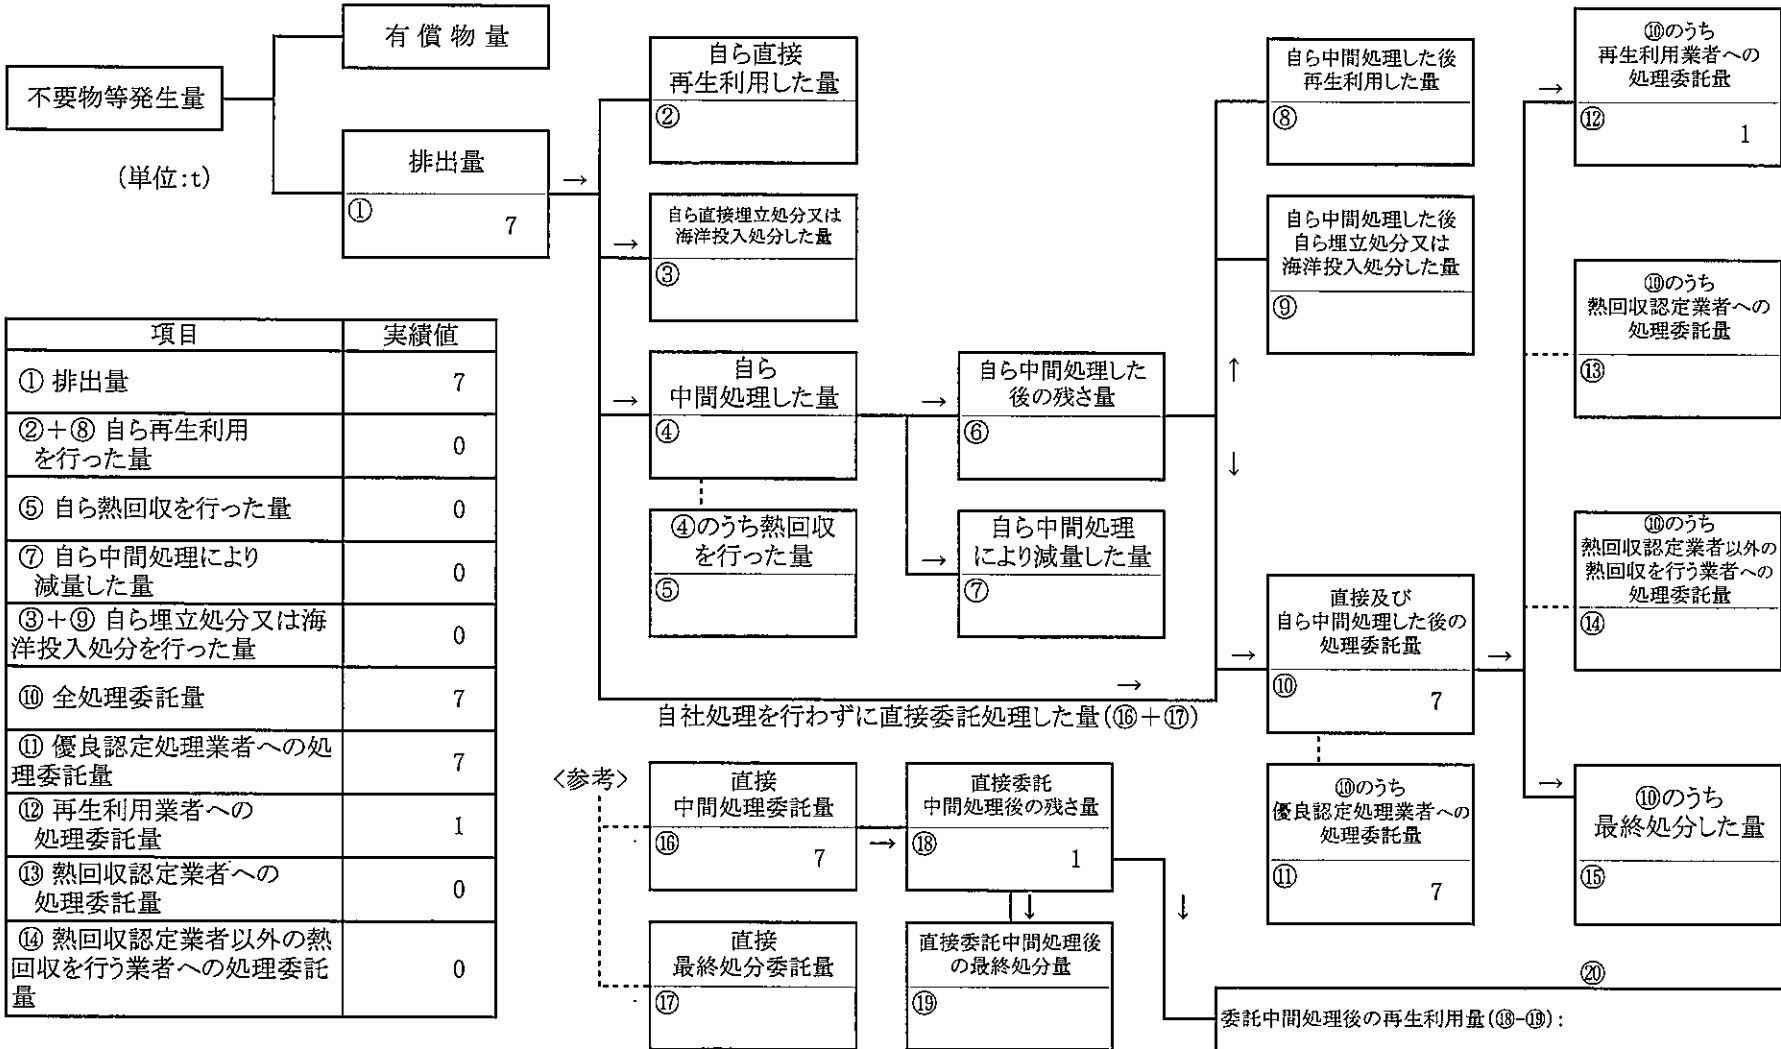 有償物量
不要物等発生量
(単位:t)
排出量
①
7
→
自ら直接
再生利用した量
②
自ら直接埋立処分又は
海洋投入処分した量
→
③
自ら
中間処理した量
→
④
→
④のうち熱回収
を行った量
⑤
自ら中間処理した
後の残さ量
⑥
→
自ら中間処理
により減量した量
⑦
↑
↓
自ら中間処理した後
再生利用した量
⑧
自ら中間処理した後
自ら埋立処分又は
海洋投入処分した量
⑨
→
直接及び
自ら中間処理した後の
処理委託量
⑩
7
→
⑩のうち
優良認定処理業者への
処理委託量
⑪
7
→
⑩のうち
再生利用業者への
処理委託量
⑫
1
⑩のうち
熱回収認定業者への
処理委託量
⑬
⑩のうち
熱回収認定業者以外の
熱回収を行う業者への
処理委託量
⑭
→
⑩のうち
最終処分した量
⑮
→
自社処理を行わずに直接委託処理した量(⑯+⑰)
<参考>
直接
中間処理委託量
⑯
7
→
直接委託
中間処理後の残さ量
⑱
1
↓
↓
直接
最終処分委託量
⑰
直接委託中間処理後
の最終処分量
⑲
⑳
委託中間処理後の再生利用量(⑱-⑲):
項目 実績値
① 排出量 7
②+⑧ 自ら再生利用
を行った量 0
⑤ 自ら熱回収を行った量 0
⑦ 自ら中間処理により
減量した量 0
③+⑨ 自ら埋立処分又は海
洋投入処分を行った量 0
⑩ 全処理委託量 7
⑪ 優良認定処理業者への処
理委託量 7
⑫ 再生利用業者への
処理委託量 1
⑬ 熱回収認定業者への
処理委託量 0
⑭ 熱回収認定業者以外の熱
回収を行う業者への処理委託
量 0